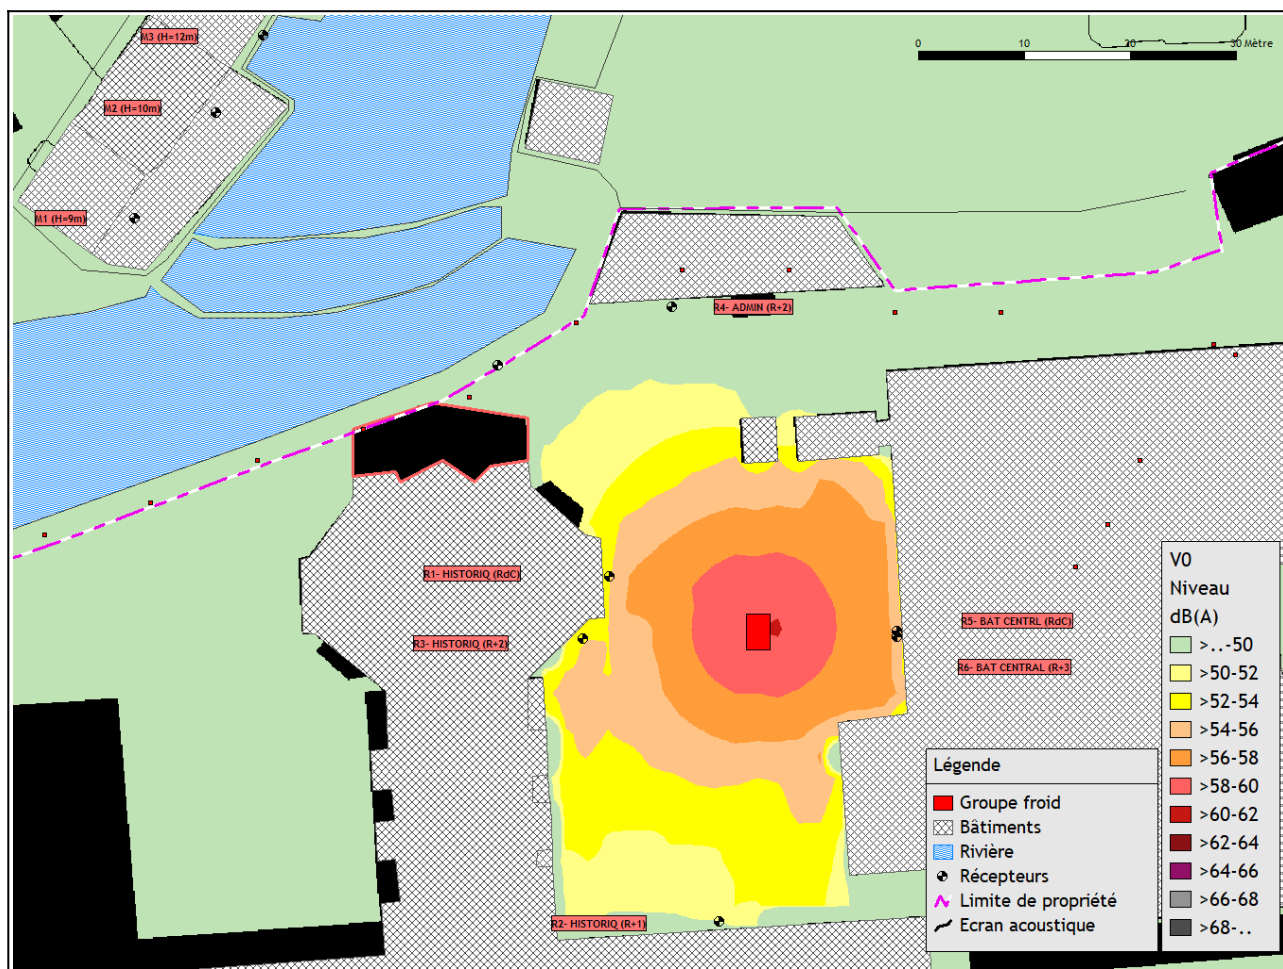 M3 (H=12m)
0 10 20 30 Mètre
M2 (H=10m)
M1 (H=9m)
R4- ADMIN (R+2)
R1- HISTORIQ (RdC)
R3- HISTORIQ (R+2)
R5- BAT CENTRL (RdC)
R6- BAT CENTRAL (R+3
R2- HISTORIQ (R+1)
Légende
Groupe froid
Bâtiments
Rivière
Récepteurs
Limite de propriété
Ecran acoustique
V0
Niveau
dB(A)
>..-50
>50-52
>52-54
>54-56
>56-58
>58-60
>60-62
>62-64
>64-66
>66-68
>68-..